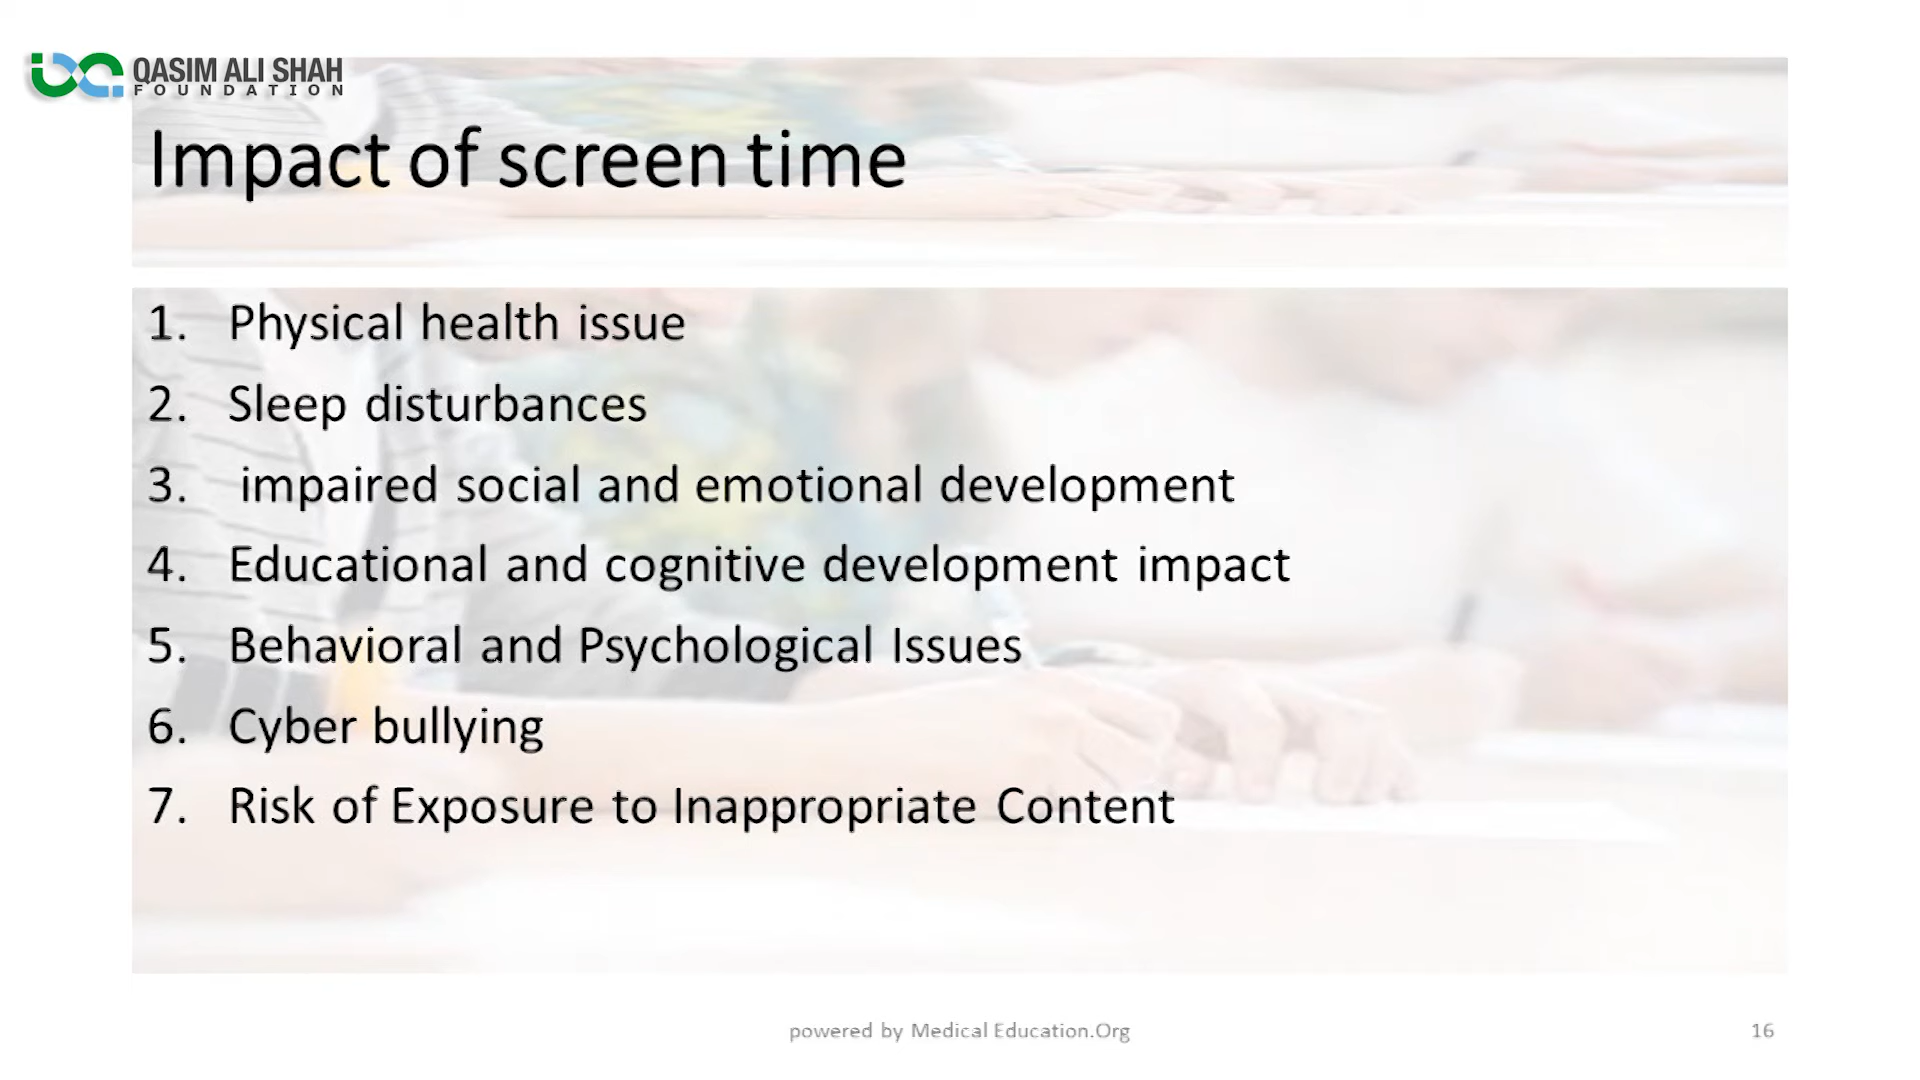 QASIM ALI SHAH
FOUNDATION
Impact of screen time
1. Physical health issue
2. Sleep disturbances
3. impaired social and emotional development
4. Educational and cognitive development impact
5. Behavioral and Psychological Issues
6. Cyber bullying
7. Risk of Exposure to Inappropriate Content
powered by Medical Education.Org
16